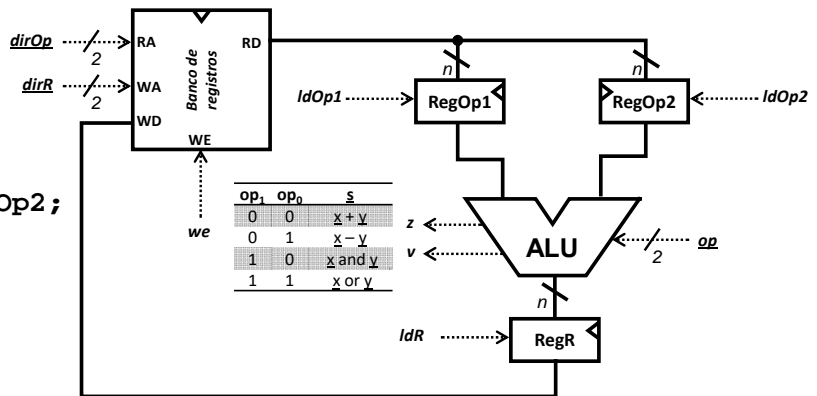 dirOp
2
RA
RD
dirR
2
WA
WD
Banco de
registros
WE
we
n
n
ldOp1
RegOp1
RegOp2
ldOp2
Op2;
op1 op0 s
0 0 x + y
0 1 x – y
1 0 x and y
1 1 x or y
z
v
ALU
2
op
n
ldR
RegR